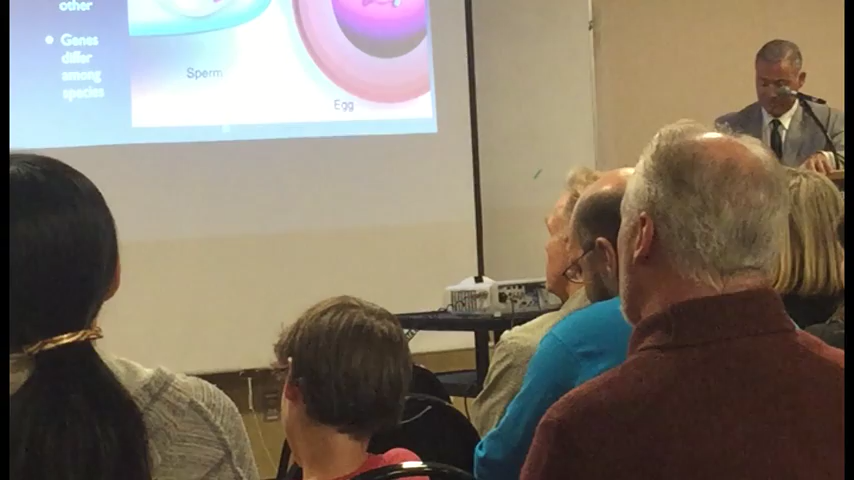 other
Genes
differ
among
species
Sperm
Egg